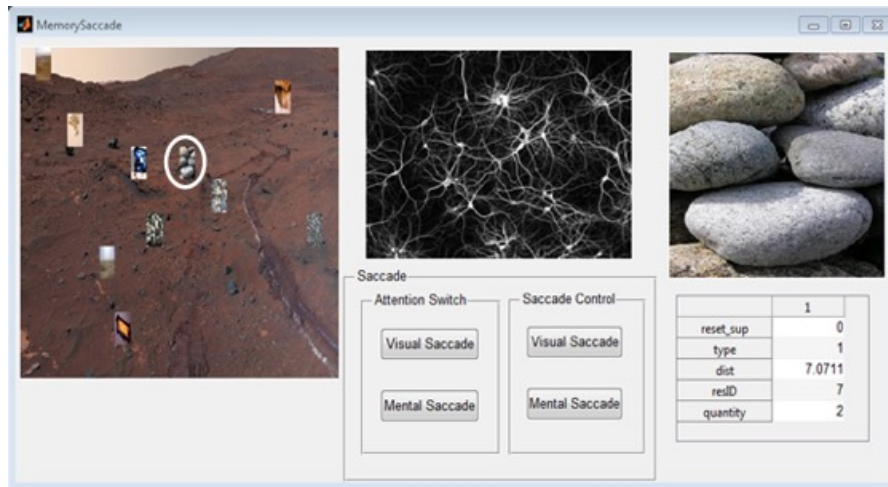 MemorySaccade
Saccade
Attention Switch
Saccade Control
Visual Saccade
Visual Saccade
Mental Saccade
Mental Saccade
1
reset_sup 0
type 1
dist 7.0711
resID 7
quantity 2